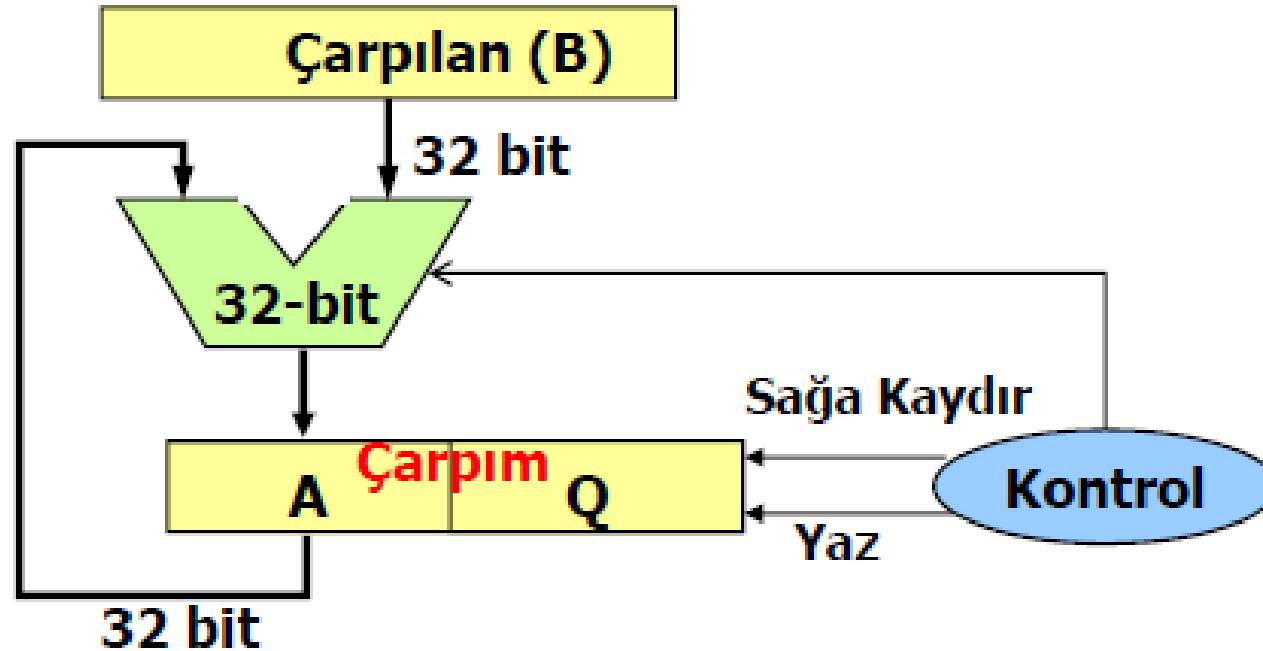 Çarpılan (B)
32 bit
32-bit
Sağa Kaydır
Çarpım
A
Q
Kontrol
Yaz
32 bit